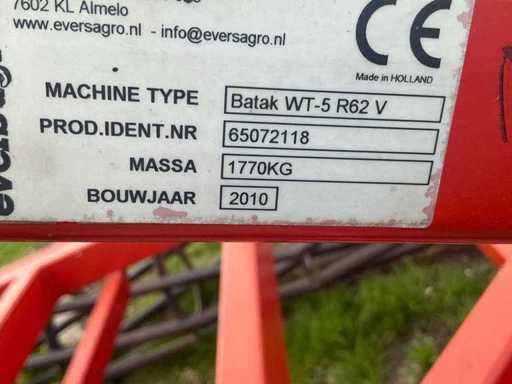 7602 KL Almelo
www.eversagro.nl - info@eversagro.nl
CE
Made in HOLLAND
MACHINE TYPE Batak WT-5 R62 V
PROD.IDENT.NR 65072118
MASSA 1770KG
BOUWJAAR 2010